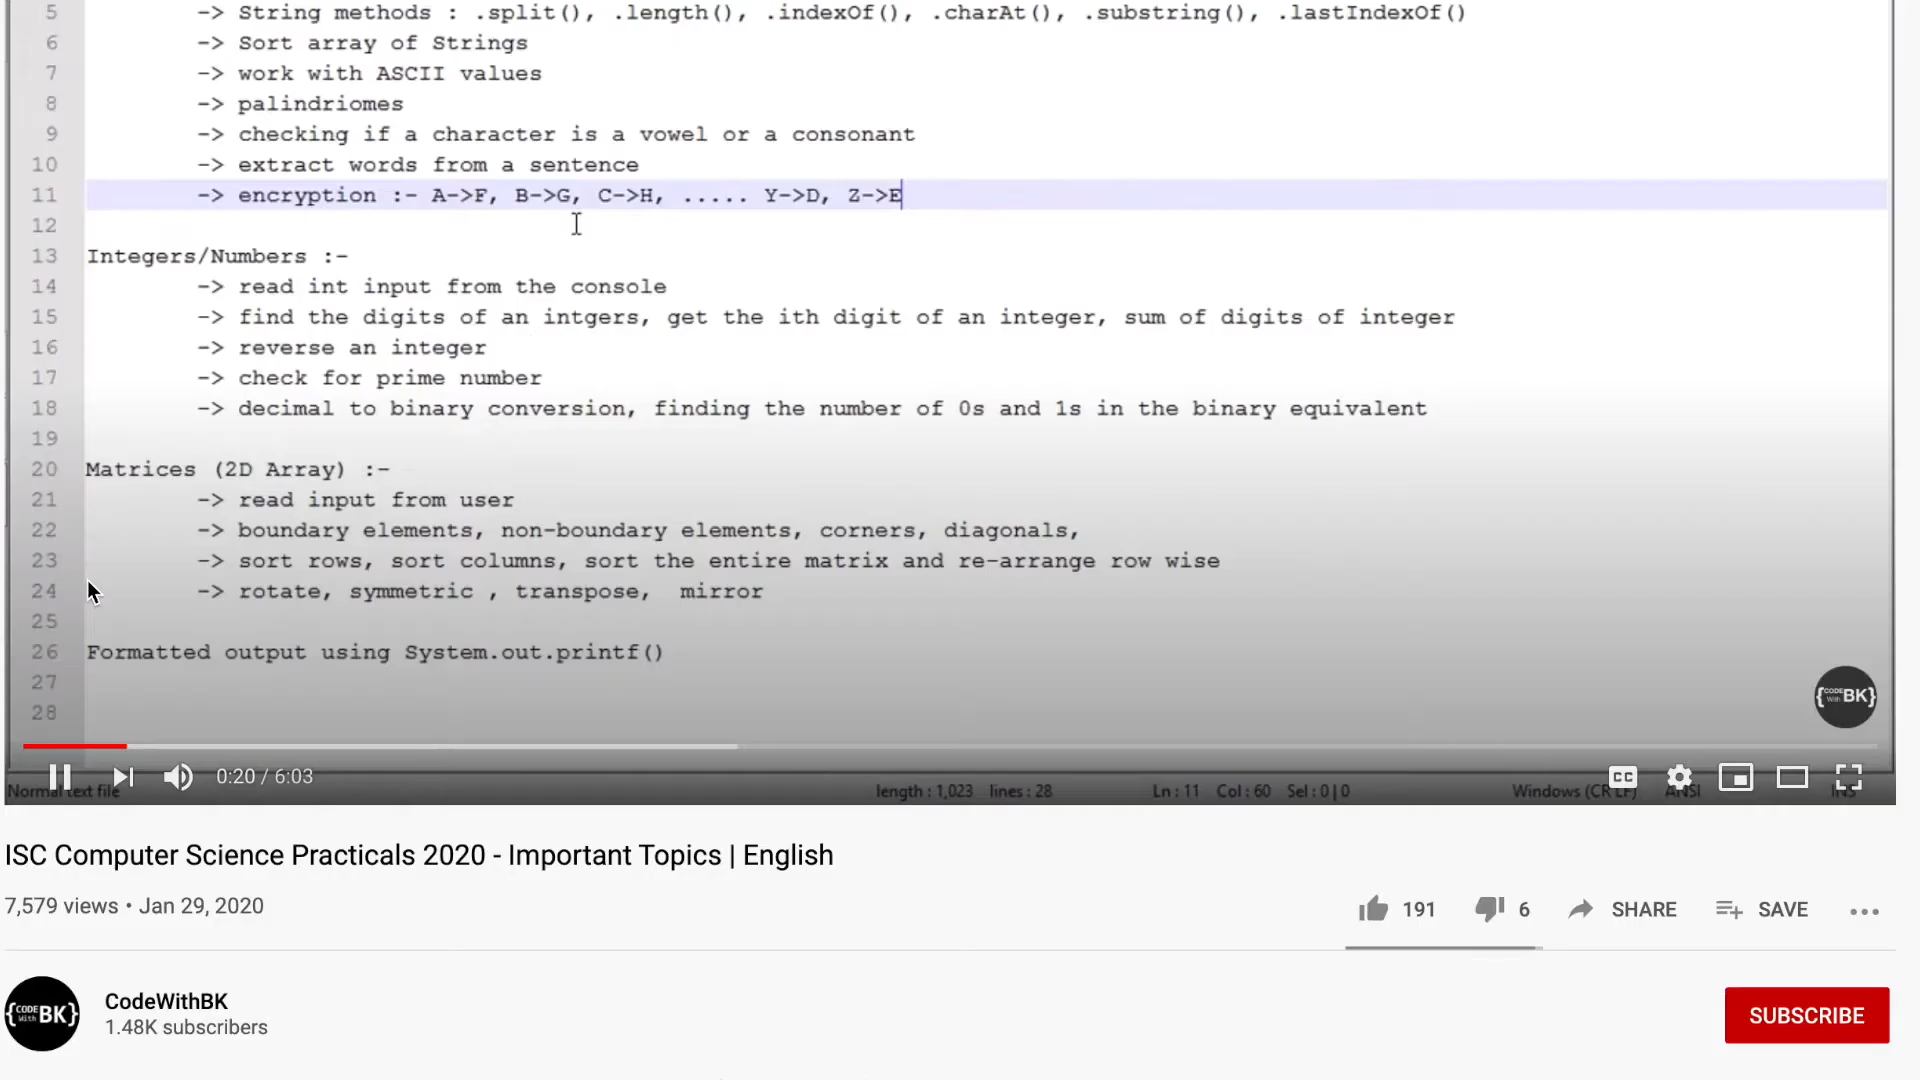 5 -> String methods : .split(), .length(), .indexOf(), .charAt(), .substring(), .lastIndexOf()
6 -> Sort array of Strings
7 -> work with ASCII values
8 -> palindriomes
9 -> checking if a character is a vowel or a consonant
10 -> extract words from a sentence
11 -> encryption :- A->F, B->G, C->H, ..... Y->D, Z->E
12
13 Integers/Numbers :-
14 -> read int input from the console
15 -> find the digits of an intgers, get the ith digit of an integer, sum of digits of integer
16 -> reverse an integer
17 -> check for prime number
18 -> decimal to binary conversion, finding the number of 0s and 1s in the binary equivalent
19
20 Matrices (2D Array) :-
21 -> read input from user
22 -> boundary elements, non-boundary elements, corners, diagonals,
23 -> sort rows, sort columns, sort the entire matrix and re-arrange row wise
24 -> rotate, symmetric , transpose, mirror
25
26 Formatted output using System.out.printf()
27
28
{CODE With BK}
0:20 / 6:03 CC
Normal text file length : 1,023 lines : 28 Ln : 11 Col : 60 Sel : 0 | 0 Windows (CR LF) ANSI INS
ISC Computer Science Practicals 2020 - Important Topics | English
7,579 views • Jan 29, 2020
191 6 SHARE SAVE
{CODE With BK}
CodeWithBK
1.48K subscribers
SUBSCRIBE